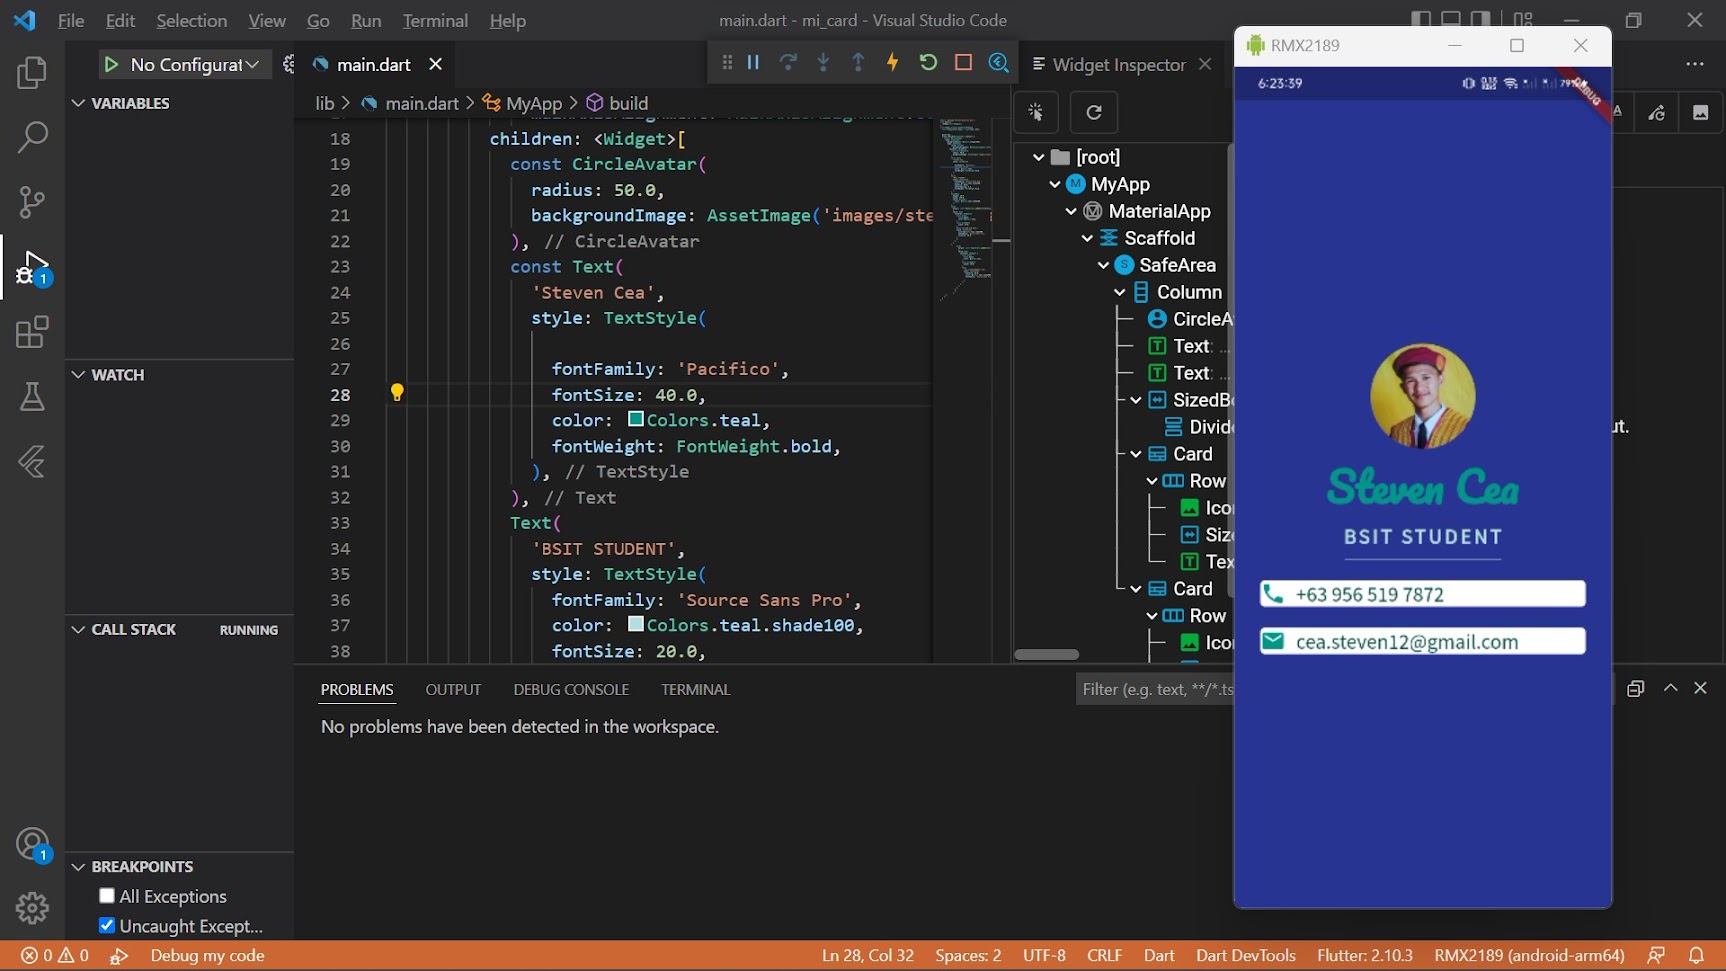 File Edit Selection View Go Run Terminal Help
main.dart - mi_card - Visual Studio Code
No Configurat
main.dart
Widget Inspector
lib > main.dart > MyApp > build
VARIABLES
WATCH
CALL STACK RUNNING
BREAKPOINTS
All Exceptions
Uncaught Except...
18 children: <Widget>[
19 const CircleAvatar(
20 radius: 50.0,
21 backgroundImage: AssetImage('images/ste
22 ), // CircleAvatar
23 const Text(
24 'Steven Cea',
25 style: TextStyle(
26
27 fontFamily: 'Pacifico',
28 fontSize: 40.0,
29 color: Colors.teal,
30 fontWeight: FontWeight.bold,
31 ), // TextStyle
32 ), // Text
33 Text(
34 'BSIT STUDENT',
35 style: TextStyle(
36 fontFamily: 'Source Sans Pro',
37 color: Colors.teal.shade100,
38 fontSize: 20.0,
[root]
MyApp
MaterialApp
Scaffold
SafeArea
Column
CircleA
Text: ...
Text: ...
SizedBo
Divide
Card
Row
Ico
Size
Tex
Card
Row
Ico
ut.
RMX2189
6:23:39
79%
DEBUG
Steven Cea
BSIT STUDENT
+63 956 519 7872
cea.steven12@gmail.com
PROBLEMS OUTPUT DEBUG CONSOLE TERMINAL
Filter (e.g. text, **/*.ts
No problems have been detected in the workspace.
0 0 Debug my code
Ln 28, Col 32 Spaces: 2 UTF-8 CRLF Dart Dart DevTools Flutter: 2.10.3 RMX2189 (android-arm64)